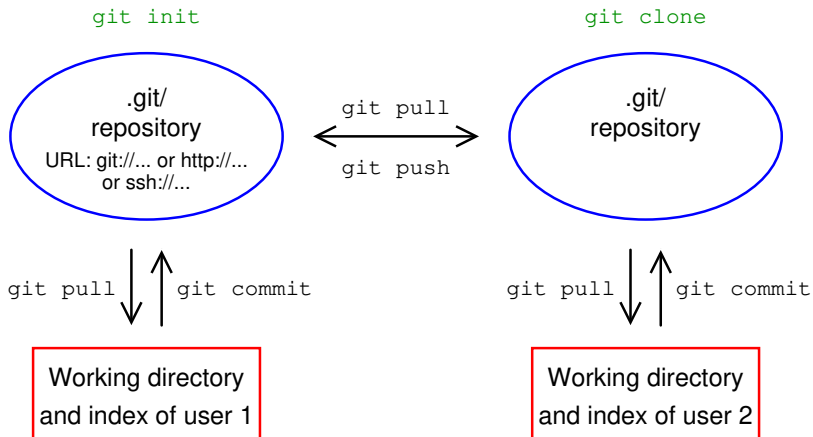 git init
git clone
.git/
repository
URL: git://... or http://...
or ssh://...
git pull
git push
.git/
repository
git pull
git commit
git pull
git commit
Working directory
and index of user 1
Working directory
and index of user 2